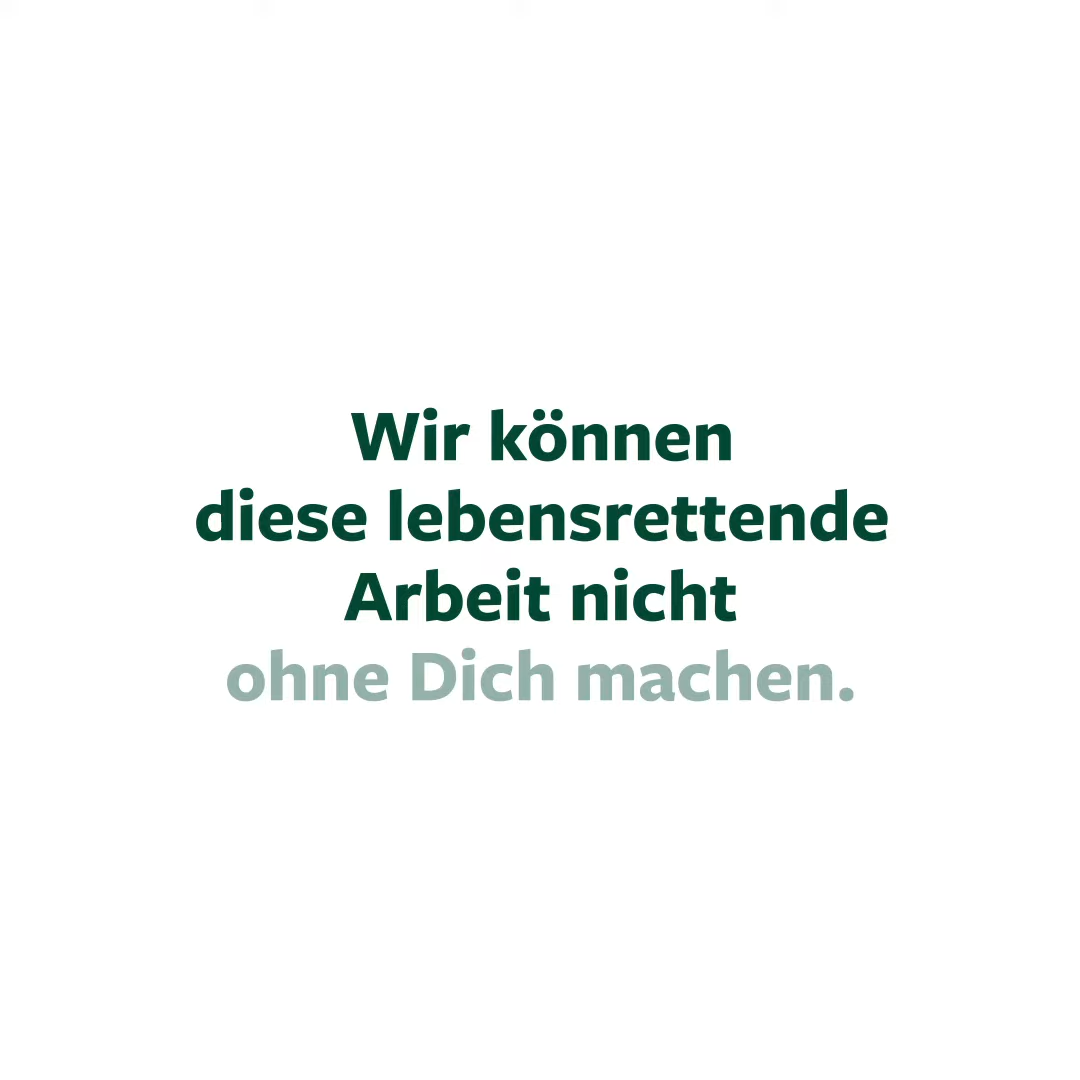 Wir können
diese lebensrettende
Arbeit nicht
ohne Dich machen.